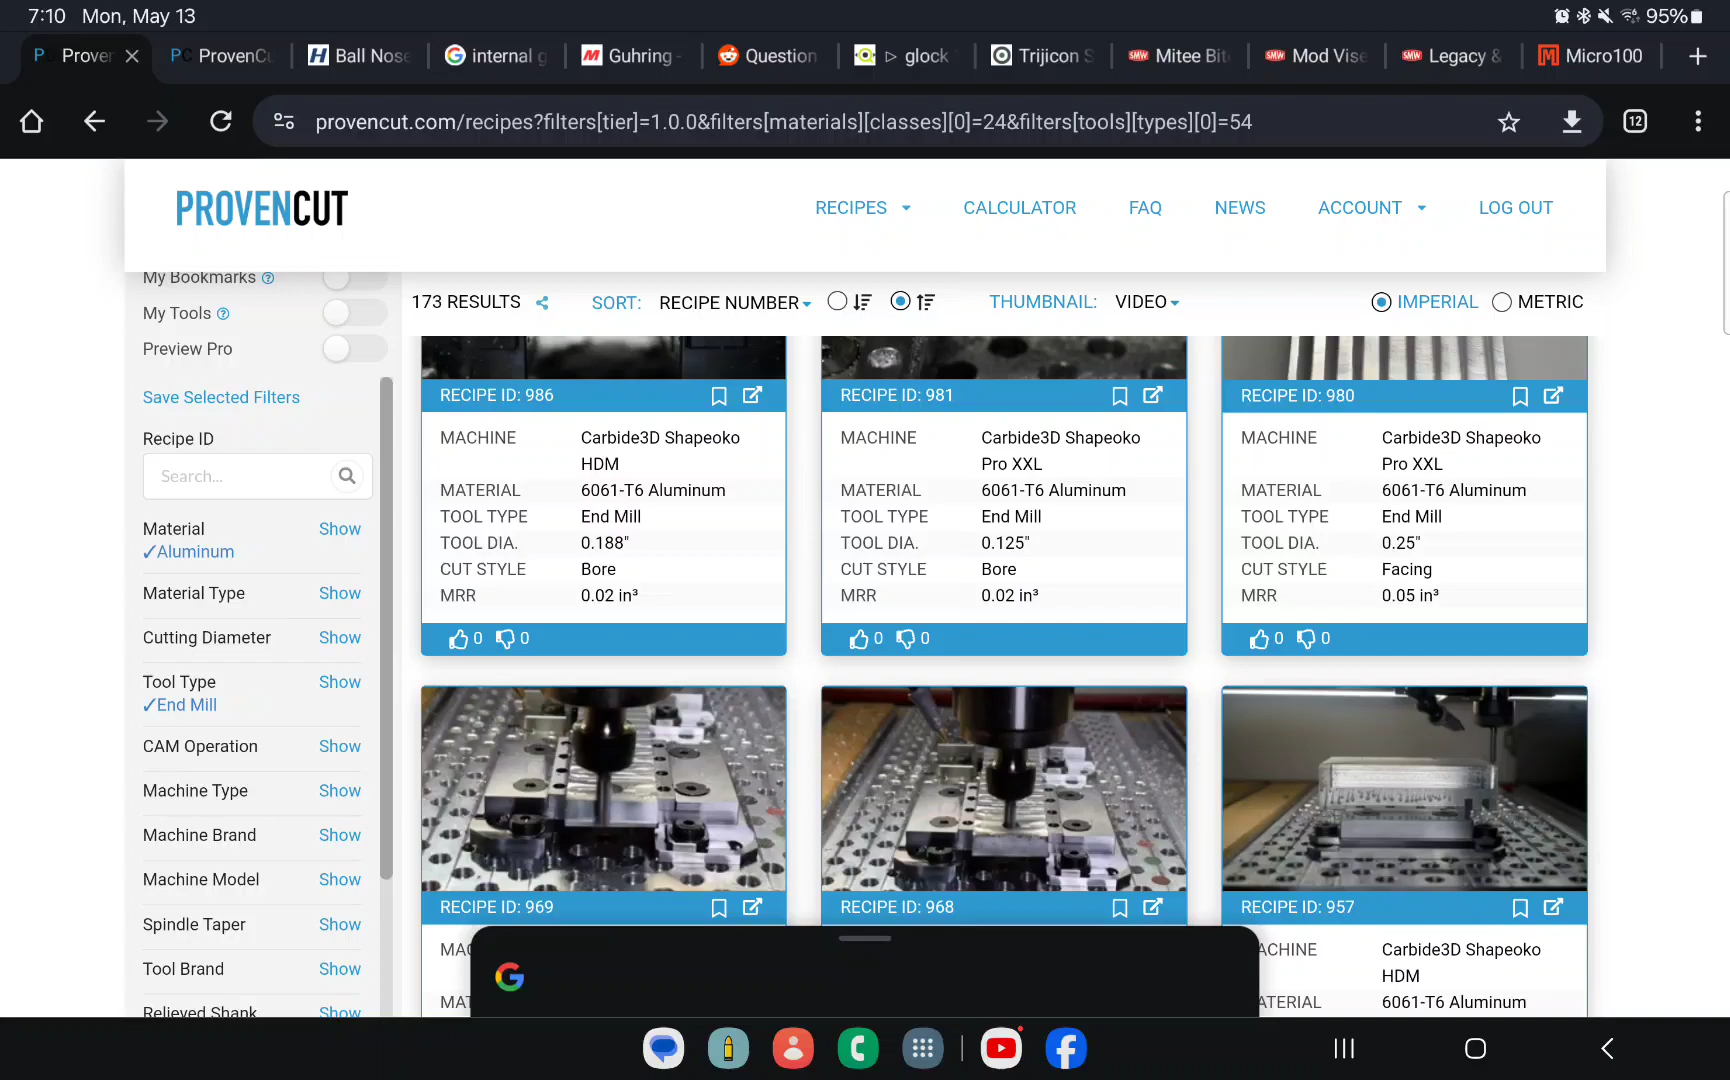 7:10 Mon, May 13
95%
Proven
ProvenCu
Ball Nose
internal g
Guhring -
Question
glock
Trijicon S
Mitee Bit
Mod Vise
Legacy &
Micro100
provencut.com/recipes?filters[tier]=1.0.0&filters[materials][classes][0]=24&filters[tools][types][0]=54
12
PROVENCUT
RECIPES
CALCULATOR
FAQ
NEWS
ACCOUNT
LOG OUT
My Bookmarks
My Tools
Preview Pro
Save Selected Filters
Recipe ID
Search...
Material Show
✓Aluminum
Material Type Show
Cutting Diameter Show
Tool Type Show
✓End Mill
CAM Operation Show
Machine Type Show
Machine Brand Show
Machine Model Show
Spindle Taper Show
Tool Brand Show
Relieved Shank Show
173 RESULTS
SORT: RECIPE NUMBER
THUMBNAIL: VIDEO
IMPERIAL METRIC
RECIPE ID: 986
MACHINE Carbide3D Shapeoko
HDM
MATERIAL 6061-T6 Aluminum
TOOL TYPE End Mill
TOOL DIA. 0.188"
CUT STYLE Bore
MRR 0.02 in³
0 0
RECIPE ID: 981
MACHINE Carbide3D Shapeoko
Pro XXL
MATERIAL 6061-T6 Aluminum
TOOL TYPE End Mill
TOOL DIA. 0.125"
CUT STYLE Bore
MRR 0.02 in³
0 0
RECIPE ID: 980
MACHINE Carbide3D Shapeoko
Pro XXL
MATERIAL 6061-T6 Aluminum
TOOL TYPE End Mill
TOOL DIA. 0.25"
CUT STYLE Facing
MRR 0.05 in³
0 0
RECIPE ID: 969
MAC
MAT
RECIPE ID: 968
RECIPE ID: 957
ACHINE Carbide3D Shapeoko
HDM
ATERIAL 6061-T6 Aluminum